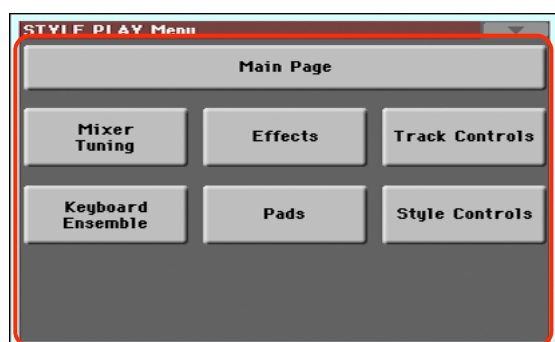 STYLE PLAY Menu
Main Page
Mixer
Tuning
Effects
Track Controls
Keyboard
Ensemble
Pads
Style Controls